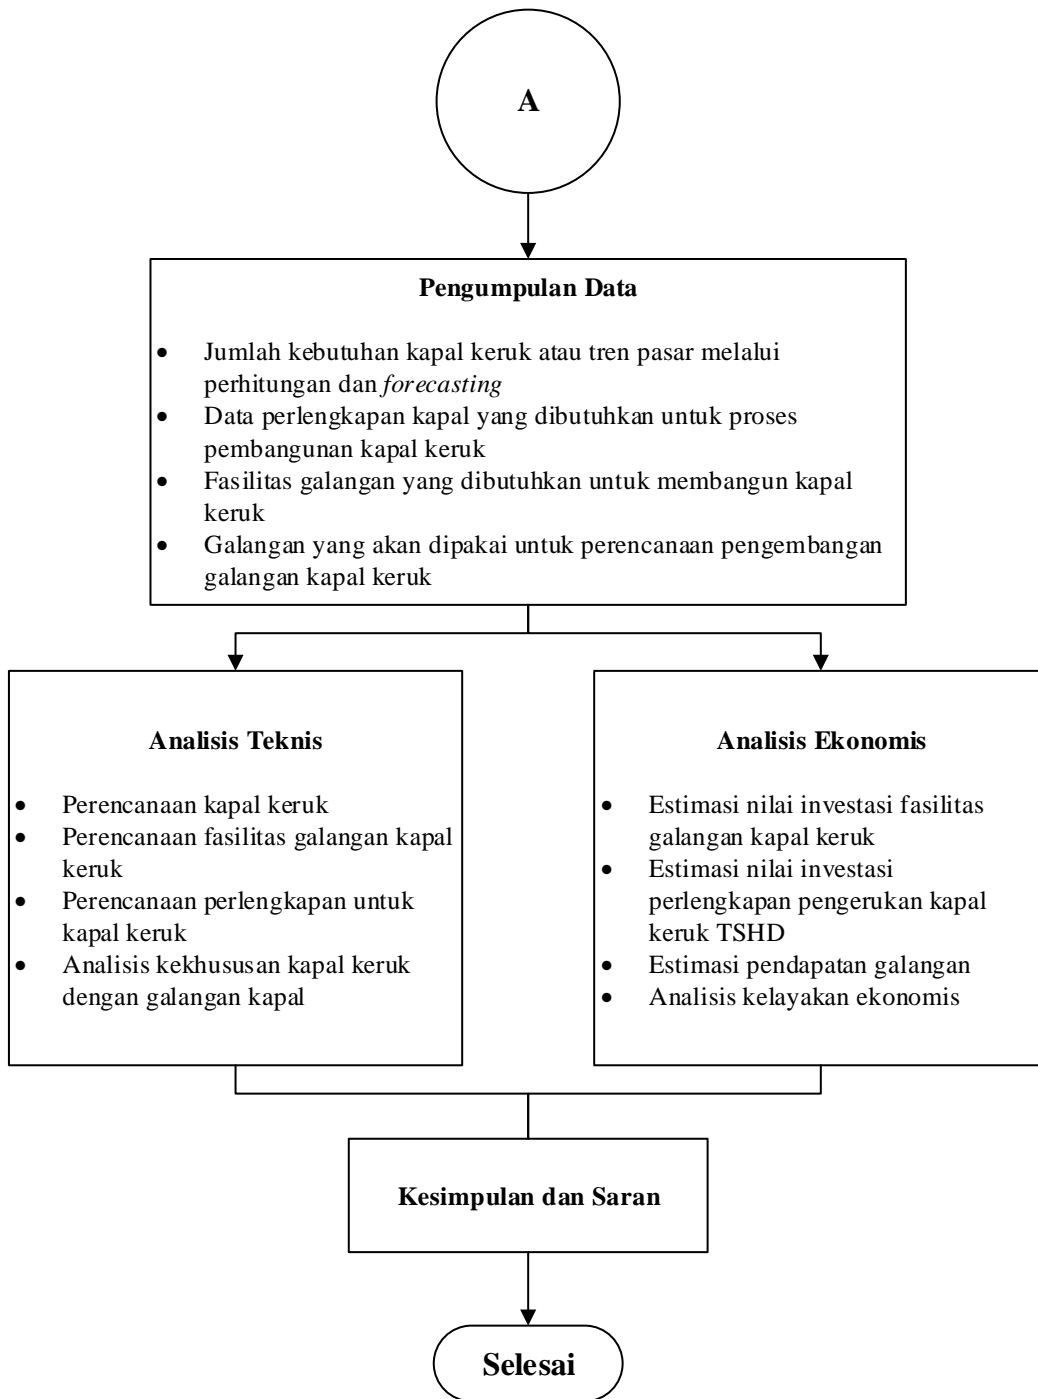 A
Pengumpulan Data
• Jumlah kebutuhan kapal keruk atau tren pasar melalui
perhitungan dan forecasting
• Data perlengkapan kapal yang dibutuhkan untuk proses
pembangunan kapal keruk
• Fasilitas galangan yang dibutuhkan untuk membangun kapal
keruk
• Galangan yang akan dipakai untuk perencanaan pengembangan
galangan kapal keruk
Analisis Teknis
• Perencanaan kapal keruk
• Perencanaan fasilitas galangan kapal
keruk
• Perencanaan perlengkapan untuk
kapal keruk
• Analisis kekhususan kapal keruk
dengan galangan kapal
Analisis Ekonomis
• Estimasi nilai investasi fasilitas
galangan kapal keruk
• Estimasi nilai investasi
perlengkapan pengerukan kapal
keruk TSHD
• Estimasi pendapatan galangan
• Analisis kelayakan ekonomis
Kesimpulan dan Saran
Selesai